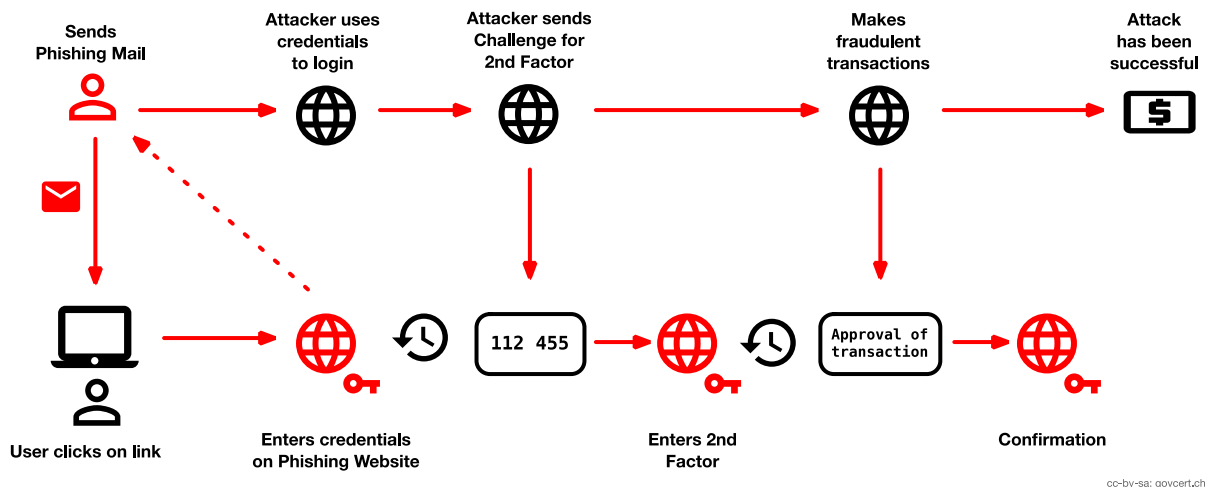 Sends
Phishing Mail
Attacker uses
credentials
to login
Attacker sends
Challenge for
2nd Factor
Makes
fraudulent
transactions
Attack
has been
successful
$
112 455
Approval of
transaction
User clicks on link
Enters credentials
on Phishing Website
Enters 2nd
Factor
Confirmation
cc-by-sa: govcert.ch